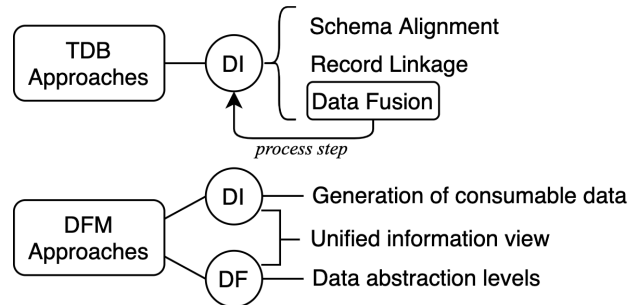 TDB
Approaches
DI
Schema Alignment
Record Linkage
Data Fusion
process step
DFM
Approaches
DI
Generation of consumable data
Unified information view
DF
Data abstraction levels